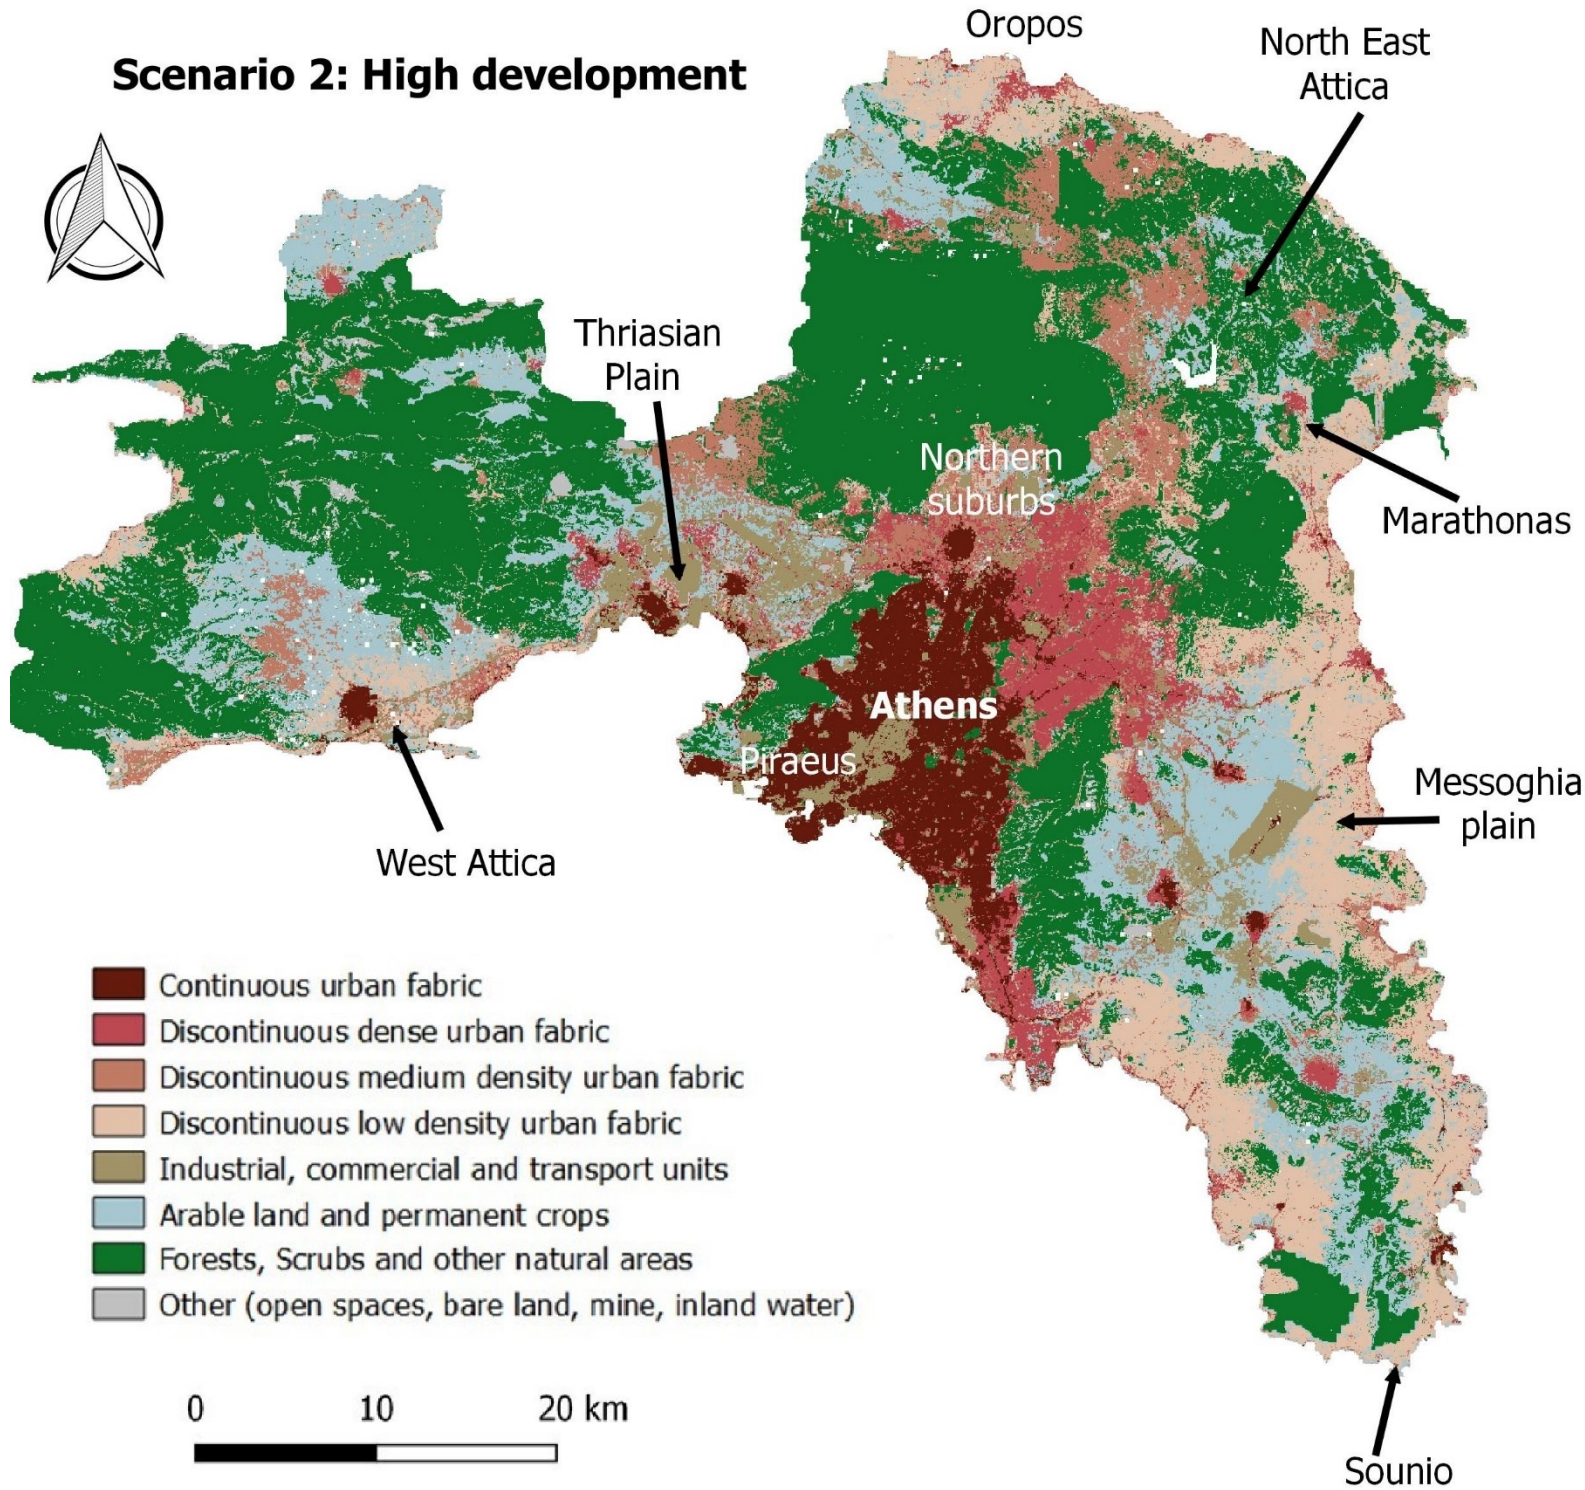 Oropos
Scenario 2: High development
North East
Attica
Thriasian
Plain
Northern
suburbs
Marathonas
Athens
Piraeus
Messoghia
plain
West Attica
Continuous urban fabric
Discontinuous dense urban fabric
Discontinuous medium density urban fabric
Discontinuous low density urban fabric
Industrial, commercial and transport units
Arable land and permanent crops
Forests, Scrubs and other natural areas
Other (open spaces, bare land, mine, inland water)
0 10 20 km
Sounio